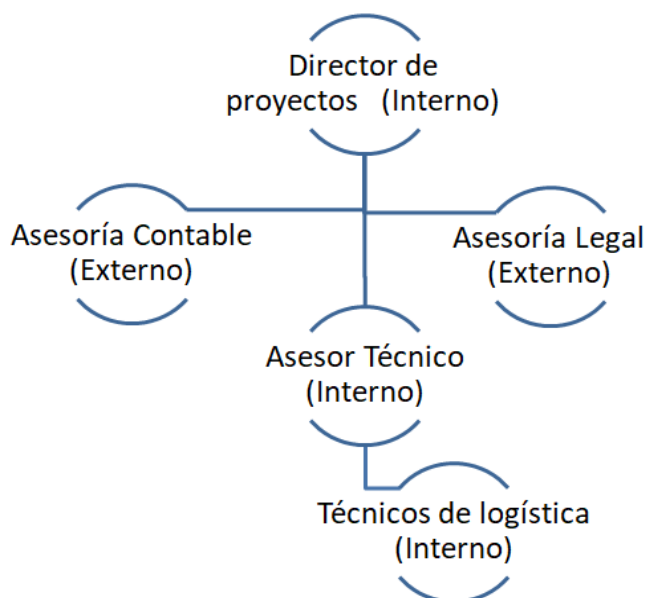 Director de
proyectos (Interno)
Asesoría Contable
(Externo)
Asesoría Legal
(Externo)
Asesor Técnico
(Interno)
Técnicos de logística
(Interno)